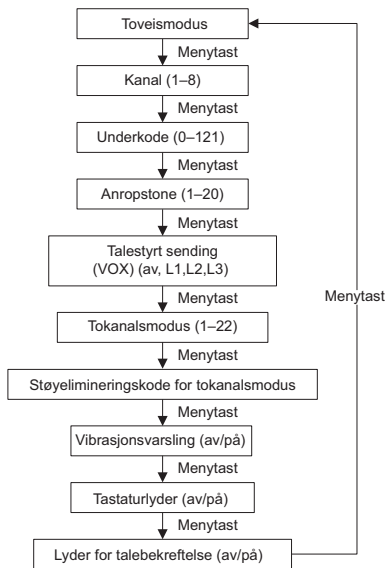 Toveismodus
Menytast
Kanal (1–8)
Menytast
Underkode (0–121)
Menytast
Anropstone (1–20)
Menytast
Talestyrt sending
(VOX) (av, L1,L2,L3)
Menytast
Tokanalsmodus (1–22)
Menytast
Støyelimineringskode for tokanalsmodus
Menytast
Vibrasjonsvarsling (av/på)
Menytast
Tastaturlyder (av/på)
Menytast
Lyder for talebekreftelse (av/på)
Menytast